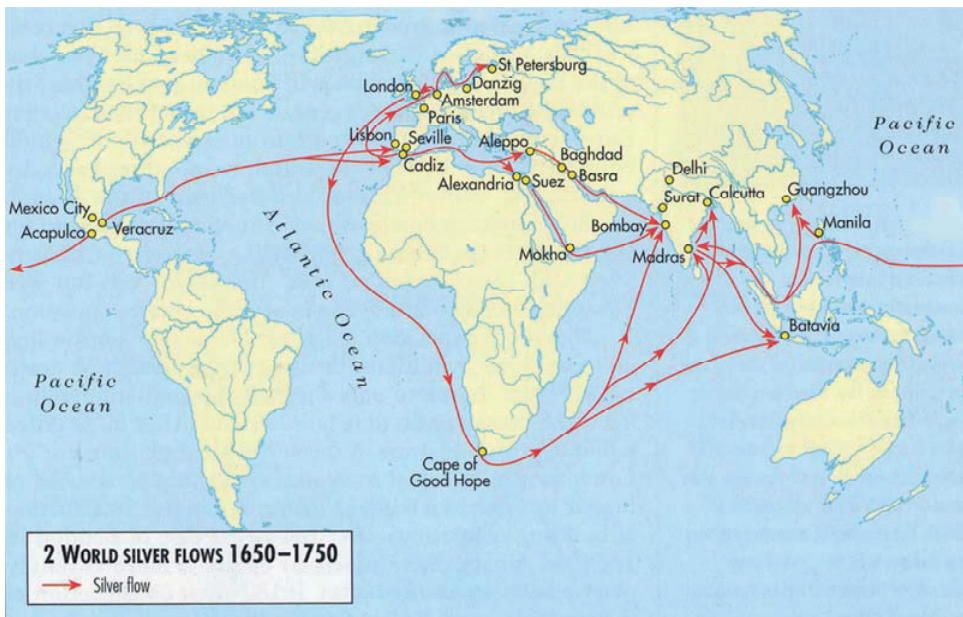 St Petersburg
London
Danzig
Amsterdam
Paris
Lisbon
Seville
Cadiz
Aleppo
Baghdad
Basra
Alexandria
Suez
Delhi
Surat
Calcutta
Guangzhou
Pacific
Ocean
Mexico City
Acapulco
Veracruz
Manila
Bombay
Mokha
Madras
Atlantic Ocean
Batavia
Pacific
Ocean
Cape of
Good Hope
2 WORLD SILVER FLOWS 1650–1750
Silver flow